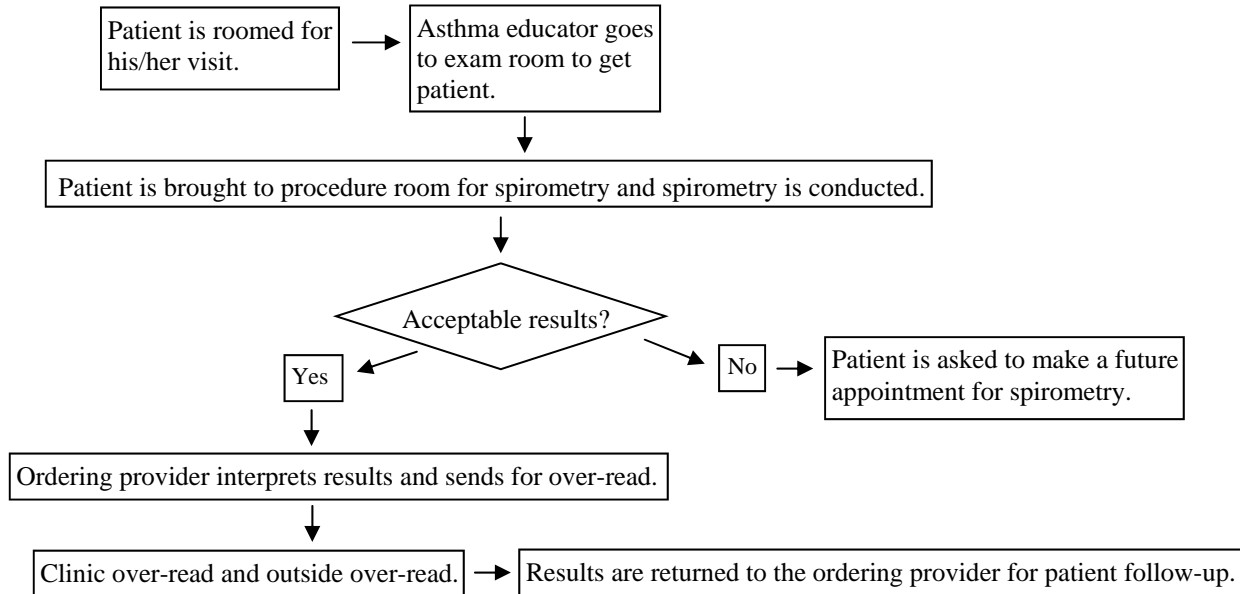 Patient is roomed for
his/her visit.
Asthma educator goes
to exam room to get
patient.
Patient is brought to procedure room for spirometry and spirometry is conducted.
Acceptable results?
Yes
No
Patient is asked to make a future
appointment for spirometry.
Ordering provider interprets results and sends for over-read.
Clinic over-read and outside over-read.
Results are returned to the ordering provider for patient follow-up.